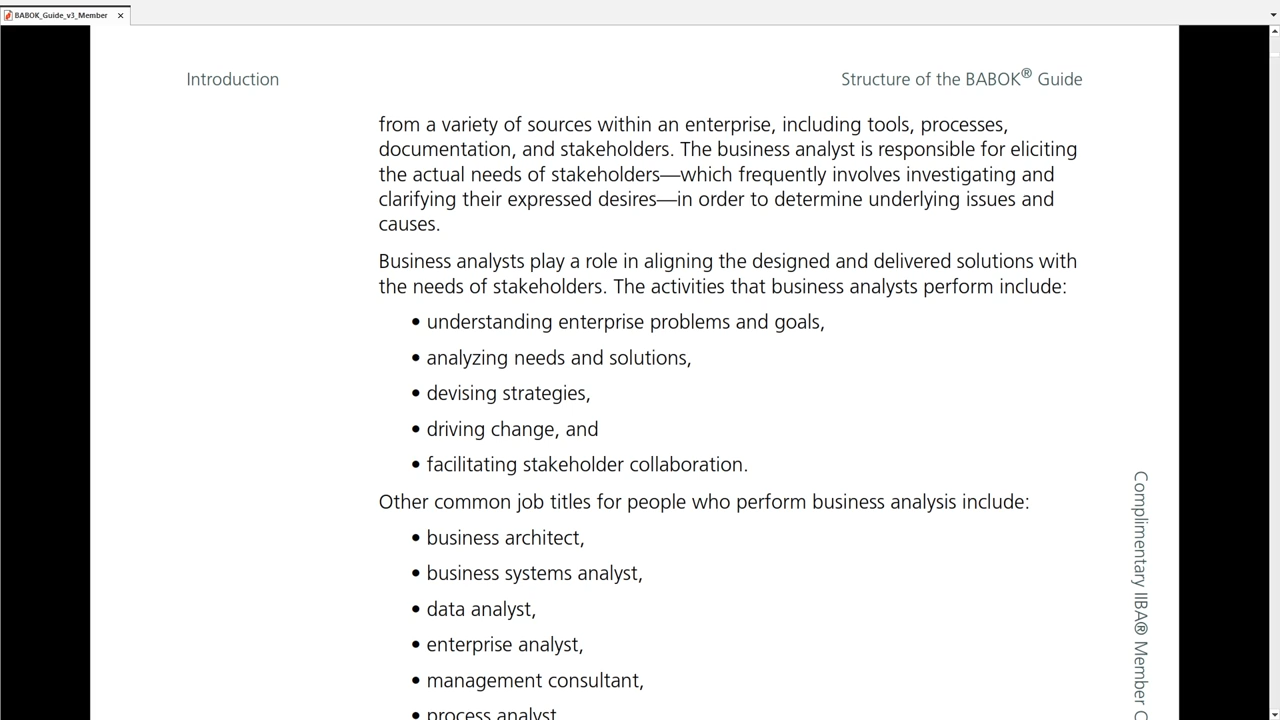 BABOK_Guide_v3_Member
Introduction
Structure of the BABOK® Guide
from a variety of sources within an enterprise, including tools, processes,
documentation, and stakeholders. The business analyst is responsible for eliciting
the actual needs of stakeholders—which frequently involves investigating and
clarifying their expressed desires—in order to determine underlying issues and
causes.
Business analysts play a role in aligning the designed and delivered solutions with
the needs of stakeholders. The activities that business analysts perform include:
• understanding enterprise problems and goals,
• analyzing needs and solutions,
• devising strategies,
• driving change, and
• facilitating stakeholder collaboration.
Other common job titles for people who perform business analysis include:
• business architect,
• business systems analyst,
• data analyst,
• enterprise analyst,
• management consultant,
• process analyst
Complimentary IIBA® Member C